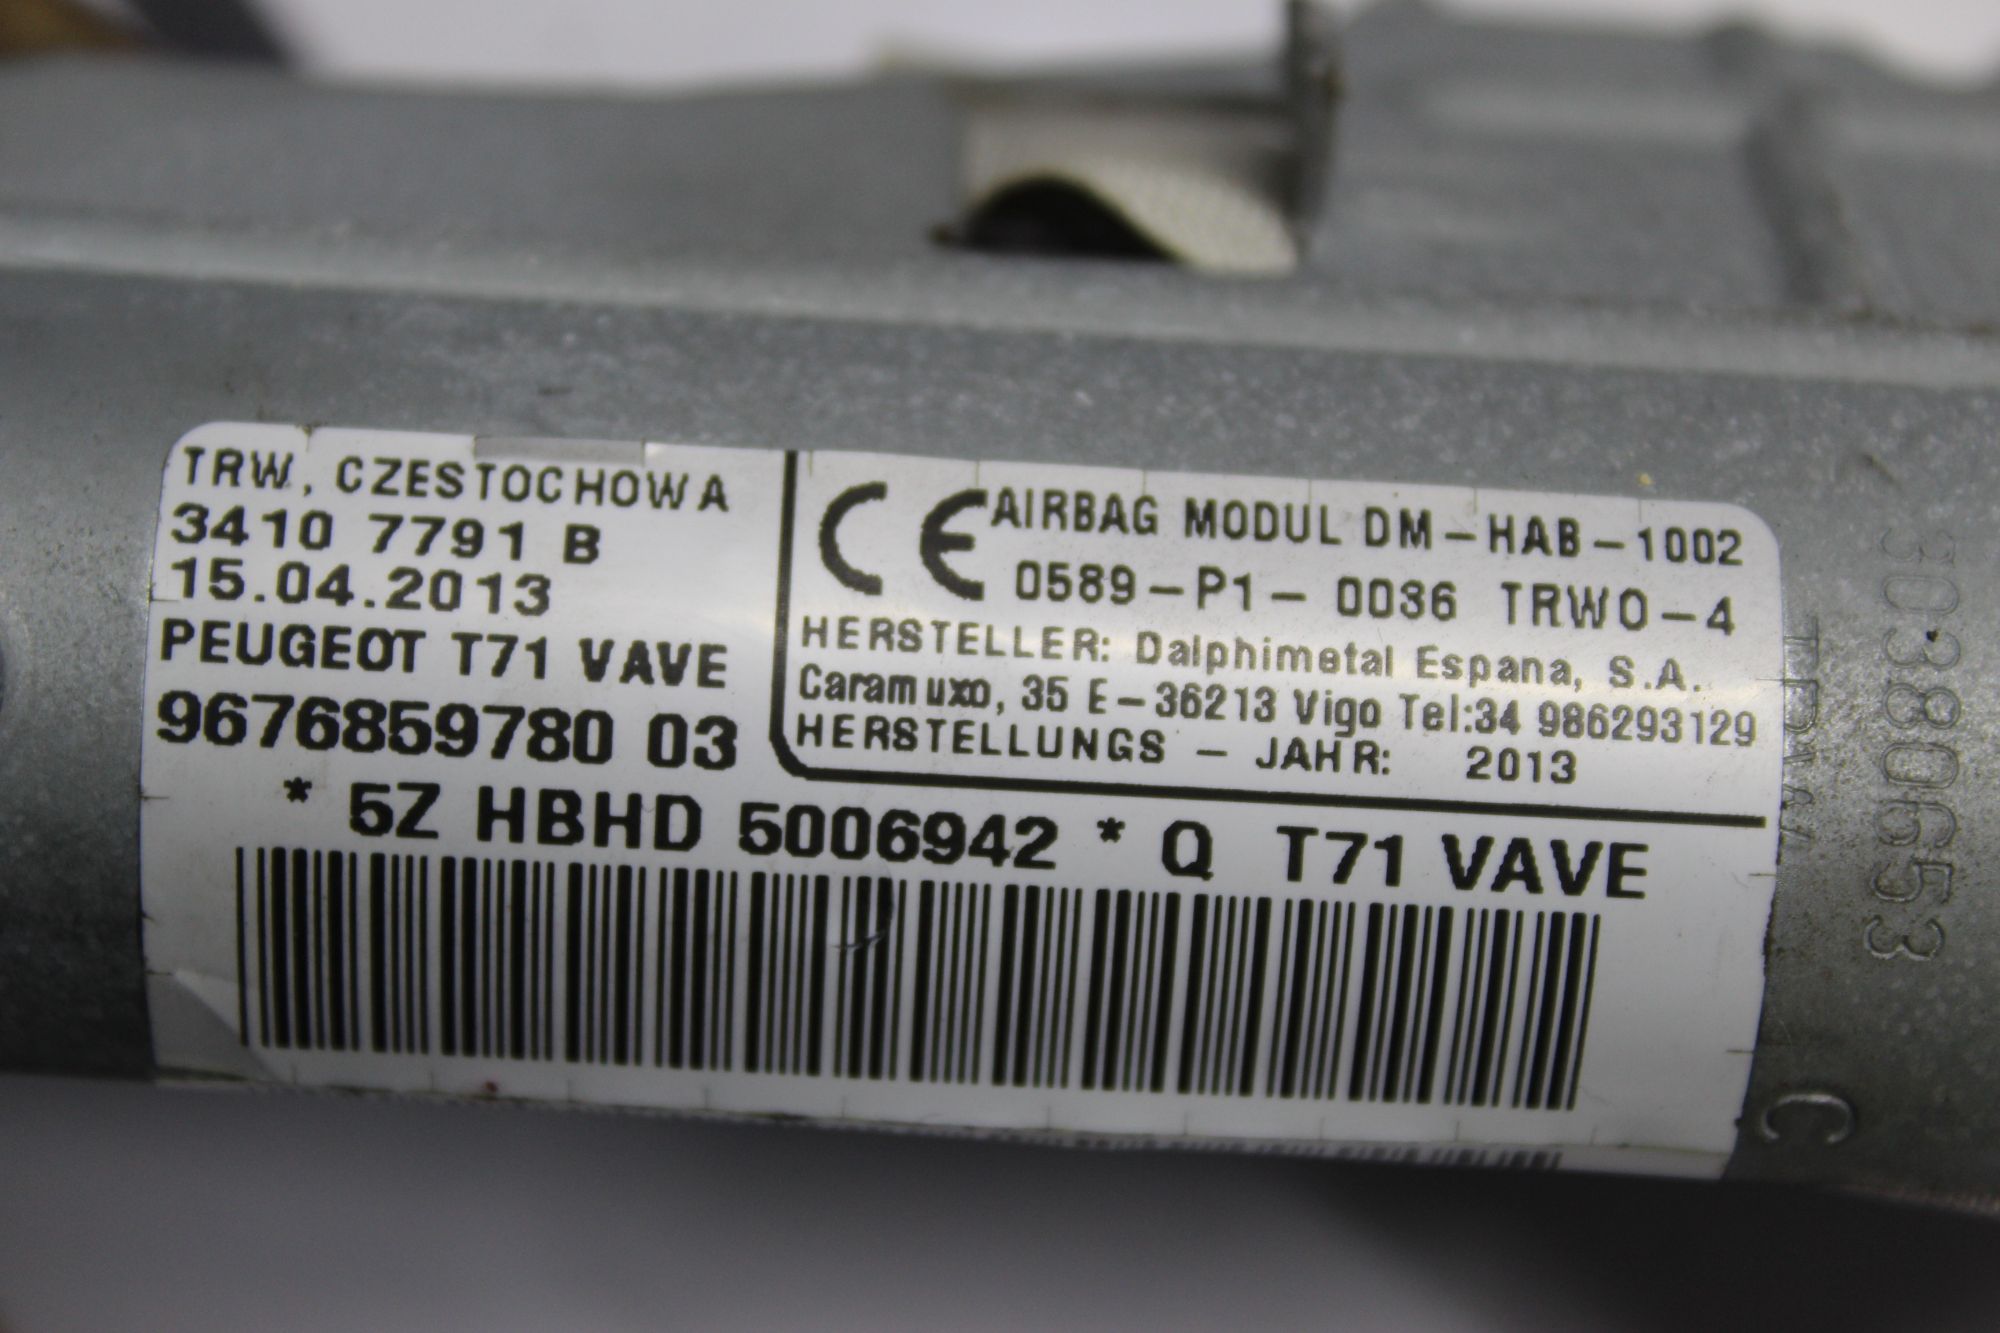 TRW, CZESTOCHOWA
3410 7791 B
15.04.2013
PEUGEOT T71 VAVE
9676859780 03
CE AIRBAG MODUL DM-HAB-1002
0589-P1-0036 TRWO-4
HERSTELLER: Dalphimetal Espana, S.A.
Caramuxo, 35 E-36213 Vigo Tel:34 986293129
HERSTELLUNGS - JAHR: 2013
* 5Z HBHD 5006942 * Q T71 VAVE
30380653
C